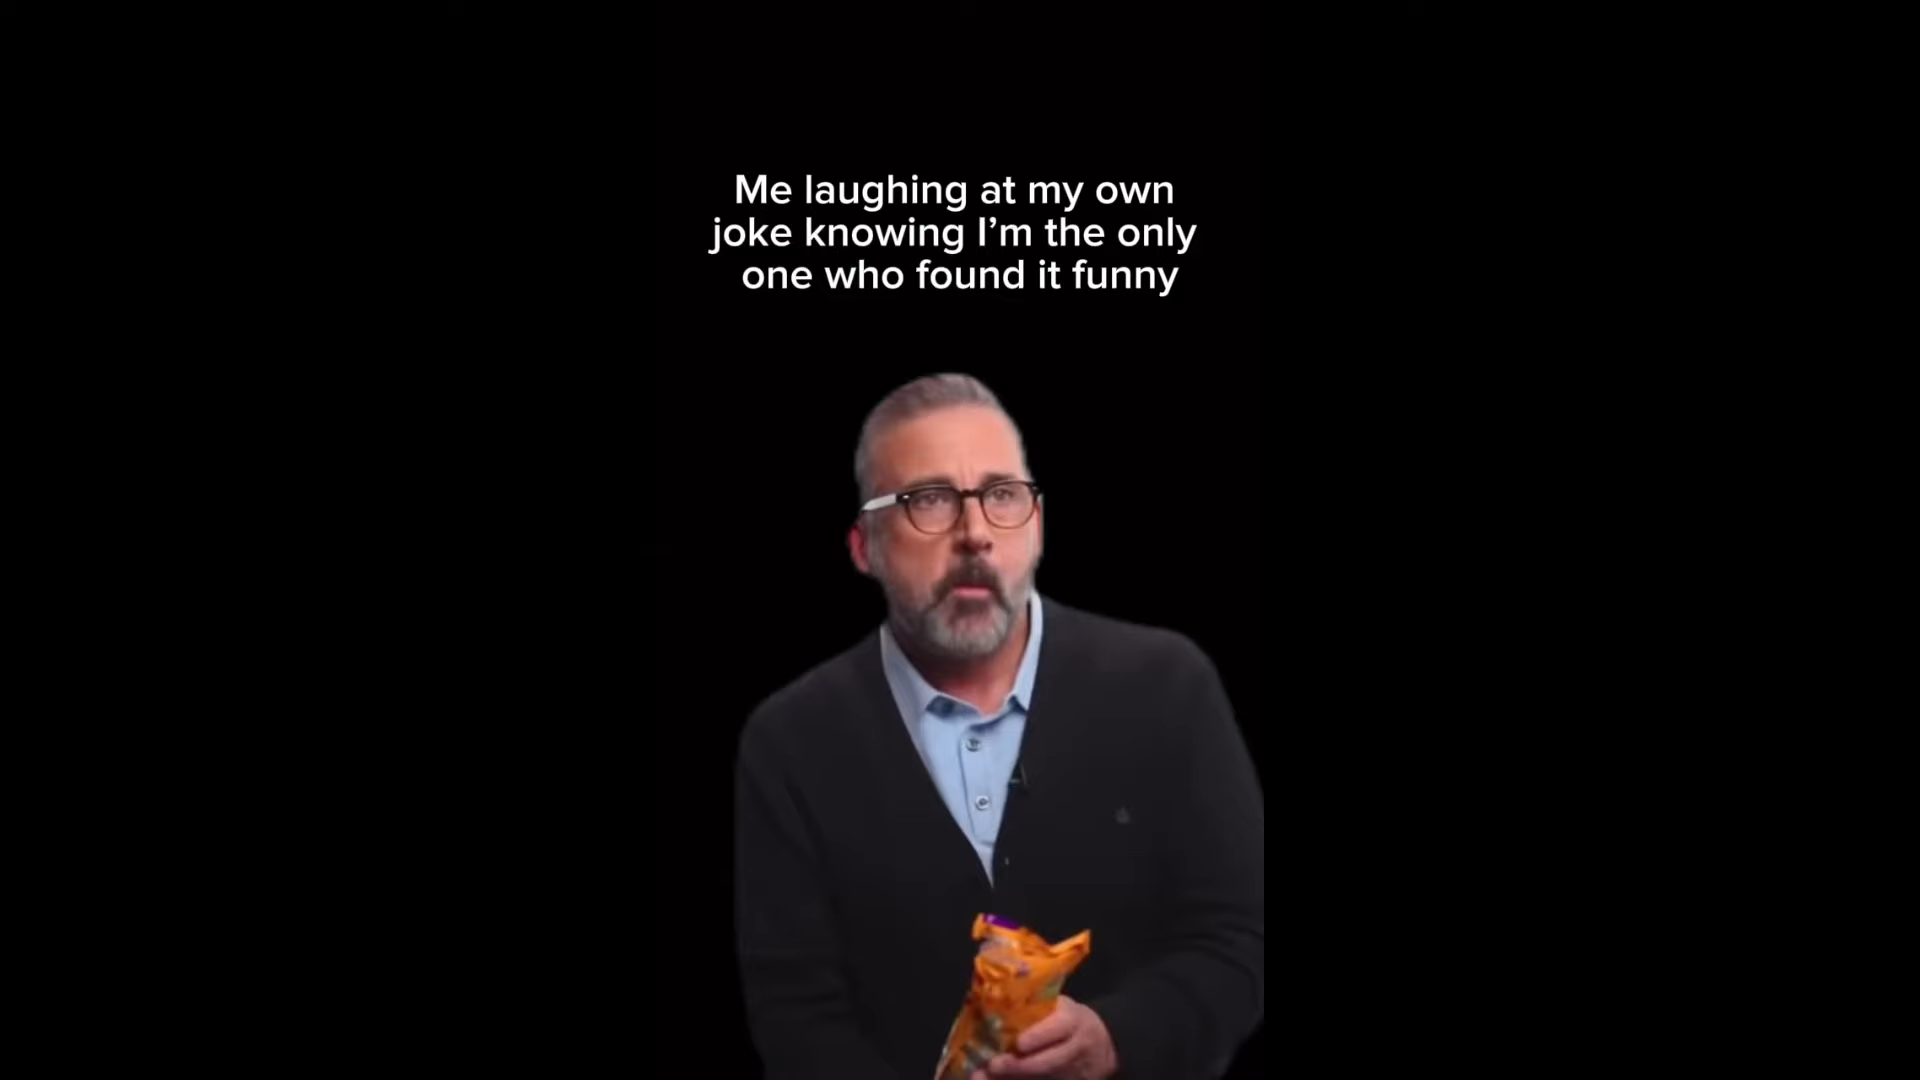 Me laughing at my own
joke knowing I’m the only
one who found it funny